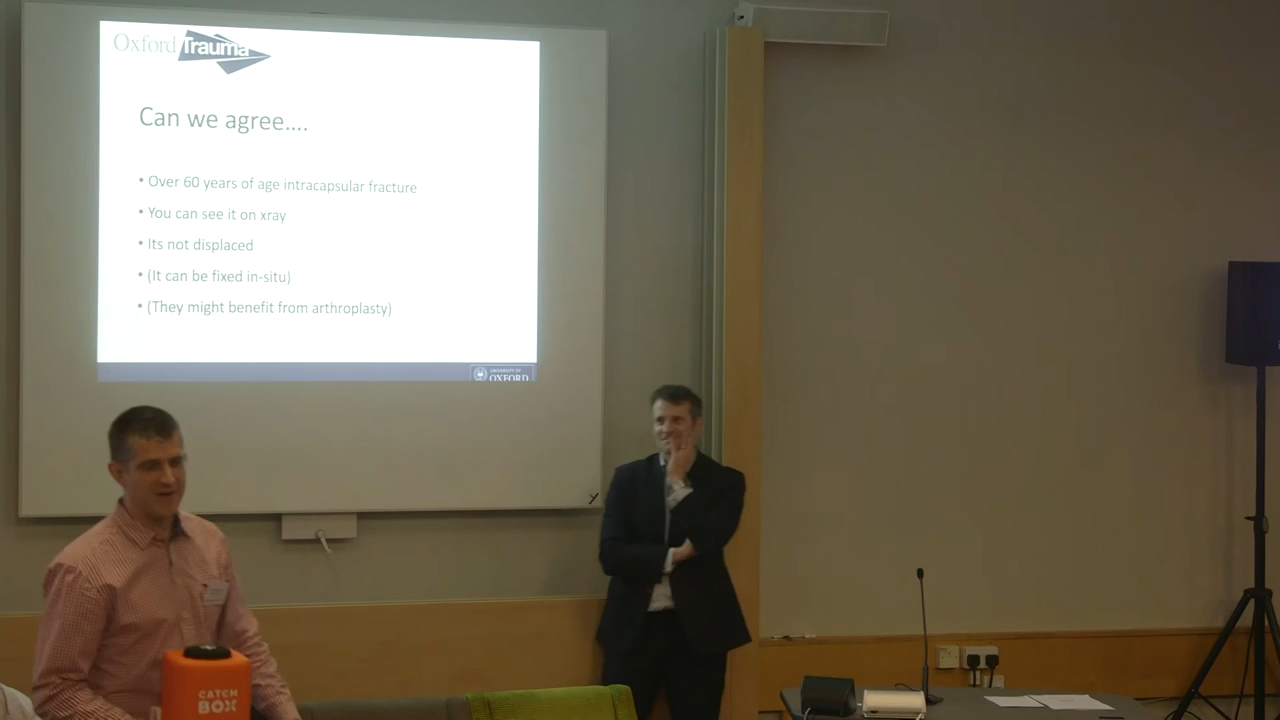 Oxford Trauma
Can we agree....
• Over 60 years of age intracapsular fracture
• You can see it on xray
• Its not displaced
• (It can be fixed in-situ)
• (They might benefit from arthroplasty)
UNIVERSITY OF
OXFORD
CATCH
BOX